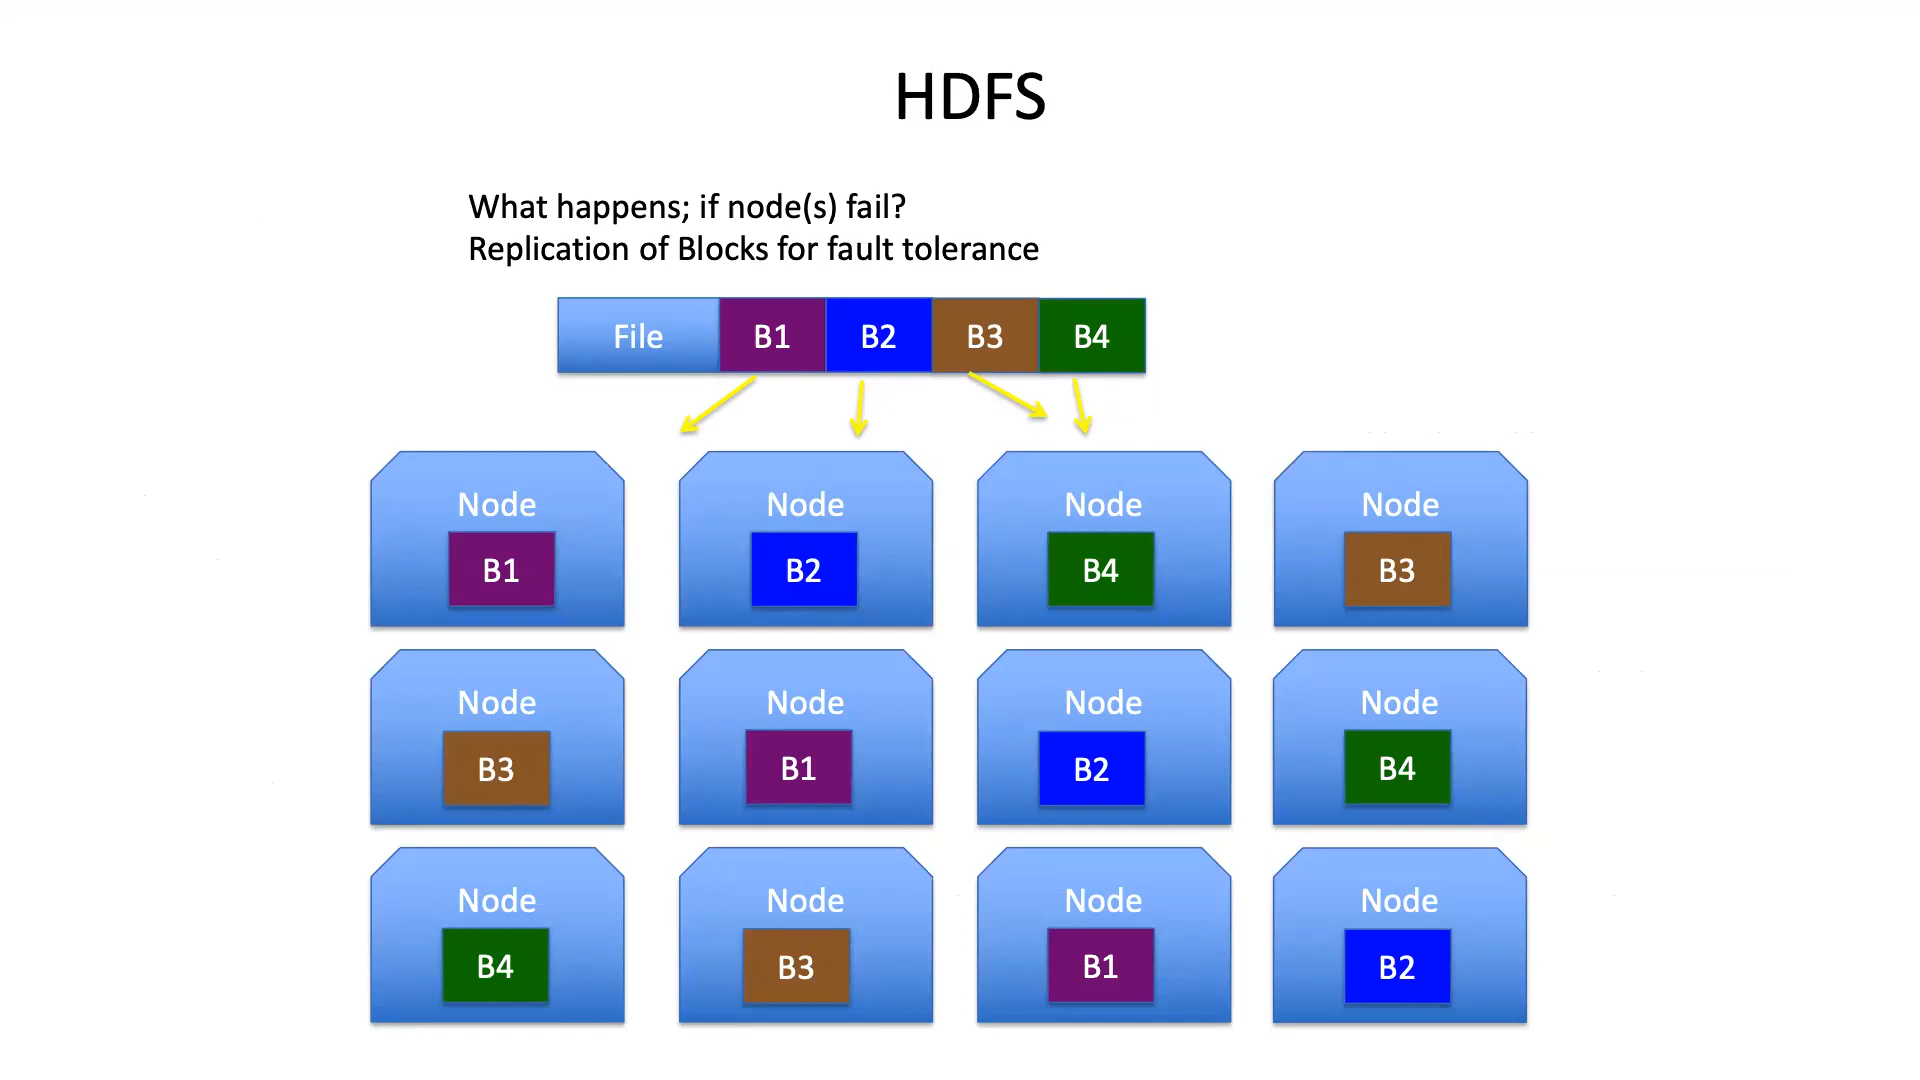 HDFS
What happens; if node(s) fail?
Replication of Blocks for fault tolerance
File B1 B2 B3 B4
Node Node Node Node
B1 B2 B4 B3
Node Node Node Node
B3 B1 B2 B4
Node Node Node Node
B4 B3 B1 B2